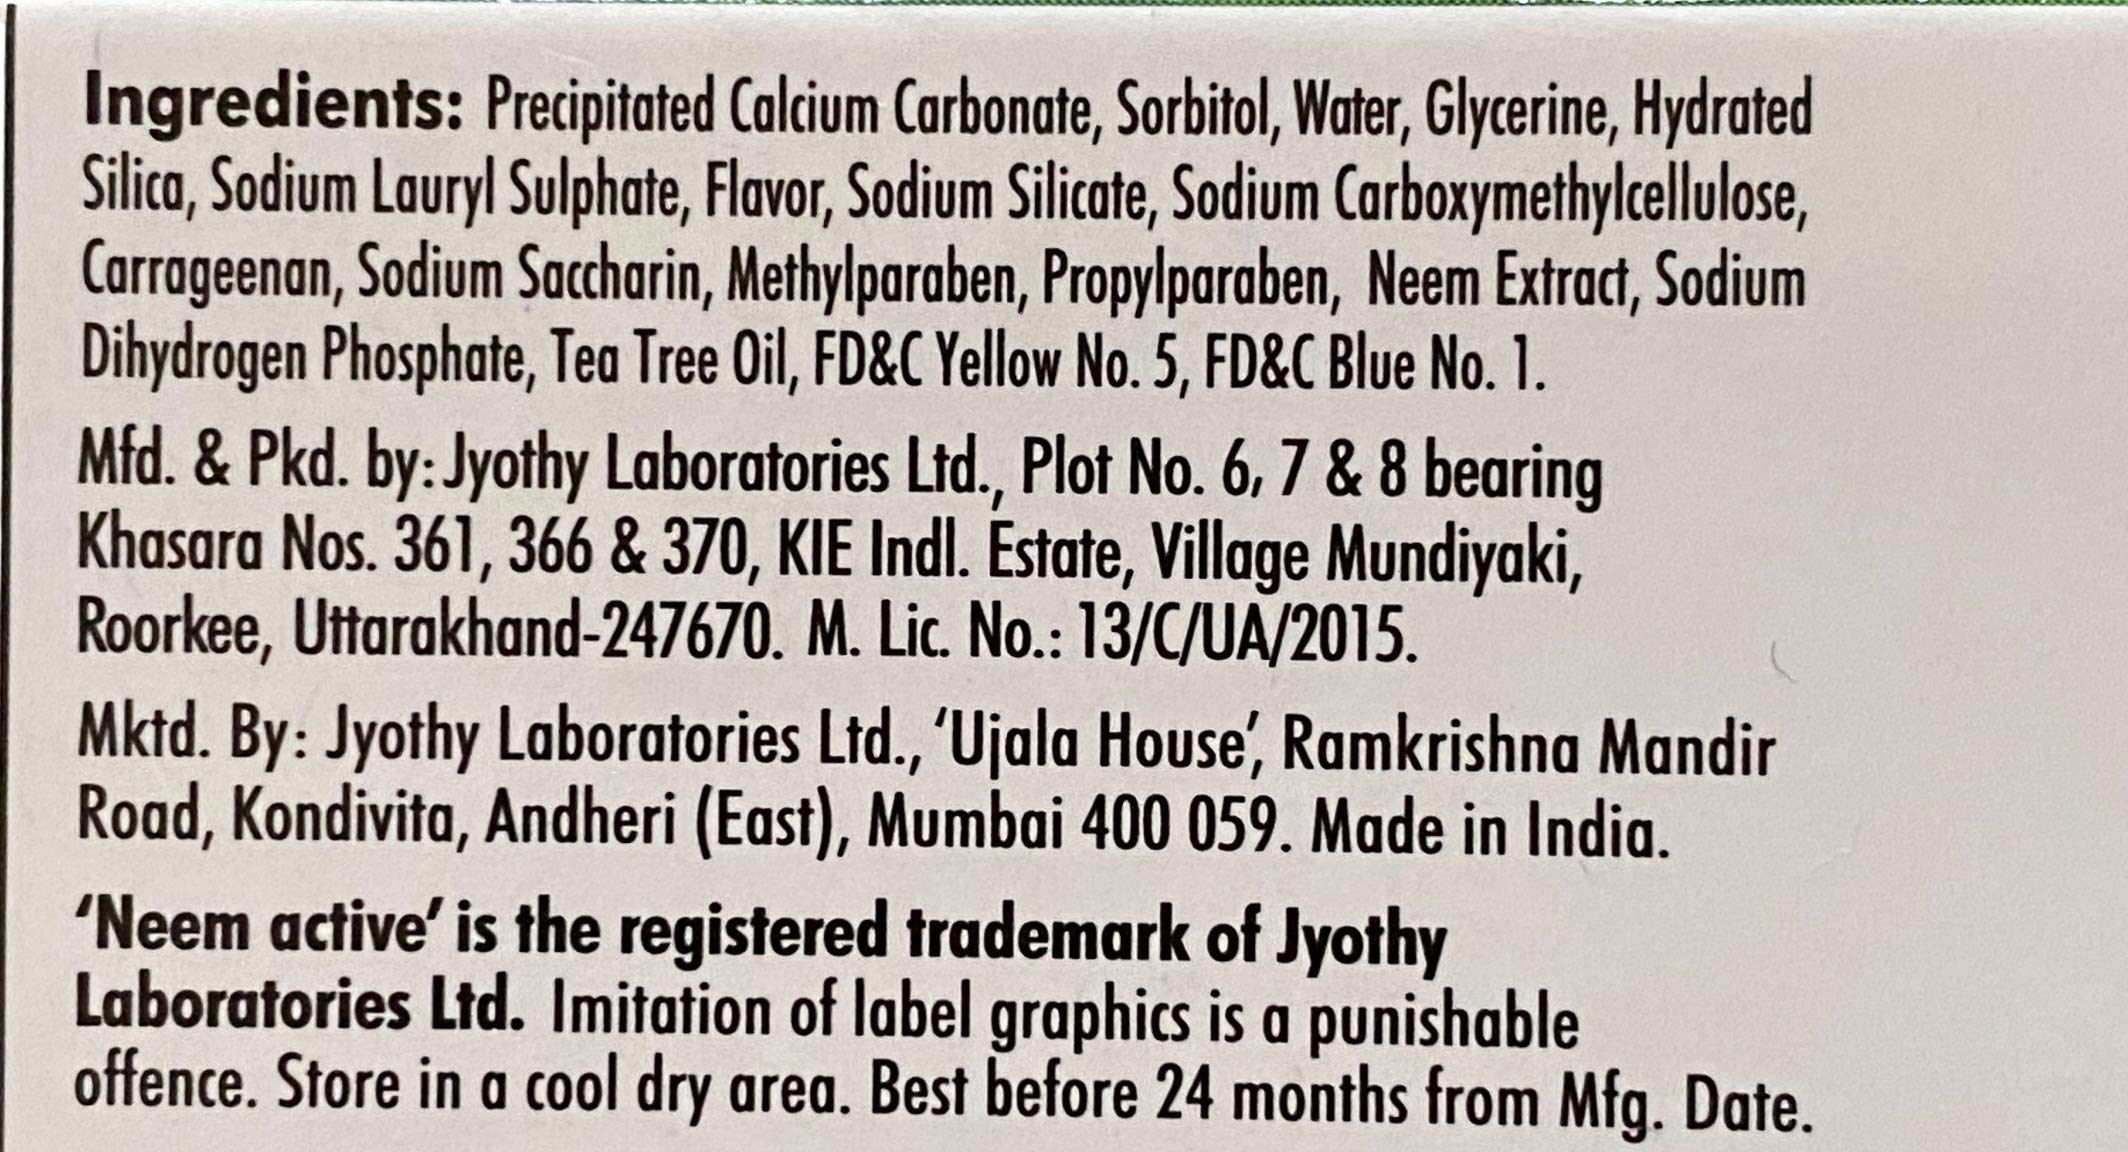 Ingredients: Precipitated Calcium Carbonate, Sorbitol, Water, Glycerine, Hydrated
Silica, Sodium Lauryl Sulphate, Flavor, Sodium Silicate, Sodium Carboxymethylcellulose,
Carrageenan, Sodium Saccharin, Methylparaben, Propylparaben, Neem Extract, Sodium
Dihydrogen Phosphate, Tea Tree Oil, FD&C Yellow No. 5, FD&C Blue No. 1.
Mfd. & Pkd. by: Jyothy Laboratories Ltd., Plot No. 6, 7 & 8 bearing
Khasara Nos. 361, 366 & 370, KIE Indl. Estate, Village Mundiyaki,
Roorkee, Uttarakhand-247670. M. Lic. No.: 13/C/UA/2015.
Mktd. By: Jyothy Laboratories Ltd., ‘Ujala House’, Ramkrishna Mandir
Road, Kondivita, Andheri (East), Mumbai 400 059. Made in India.
‘Neem active’ is the registered trademark of Jyothy
Laboratories Ltd. Imitation of label graphics is a punishable
offence. Store in a cool dry area. Best before 24 months from Mfg. Date.